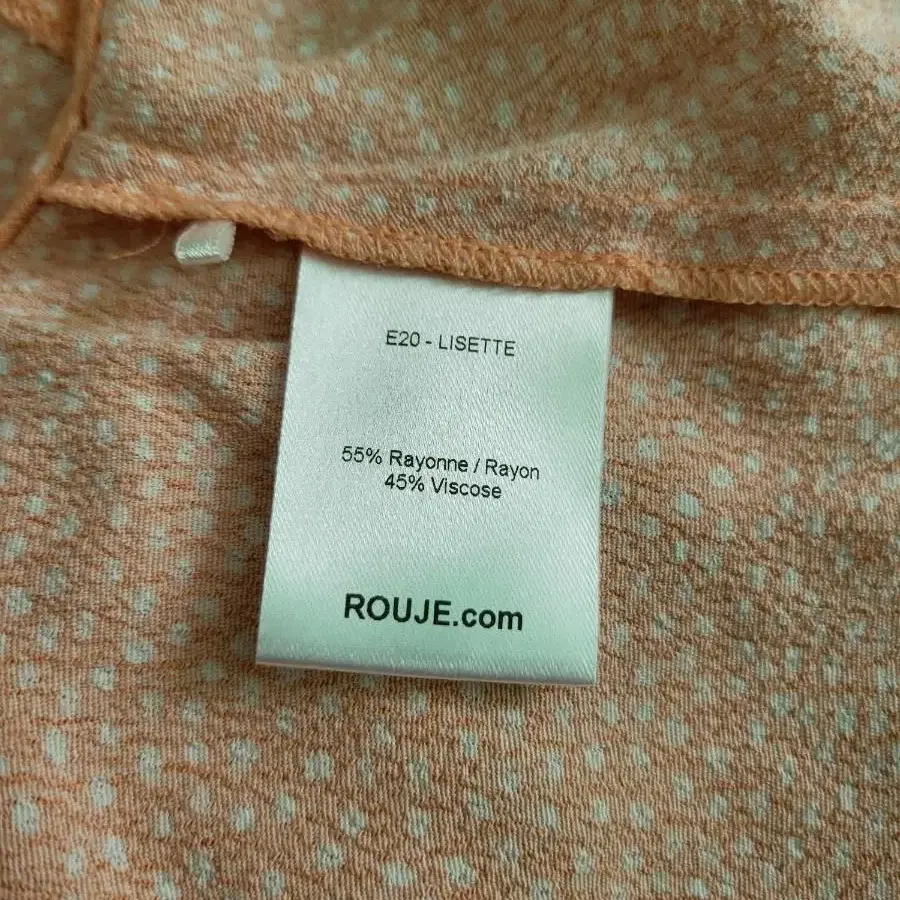 E20 - LISETTE
55% Rayonne / Rayon
45% Viscose
ROUJE.com